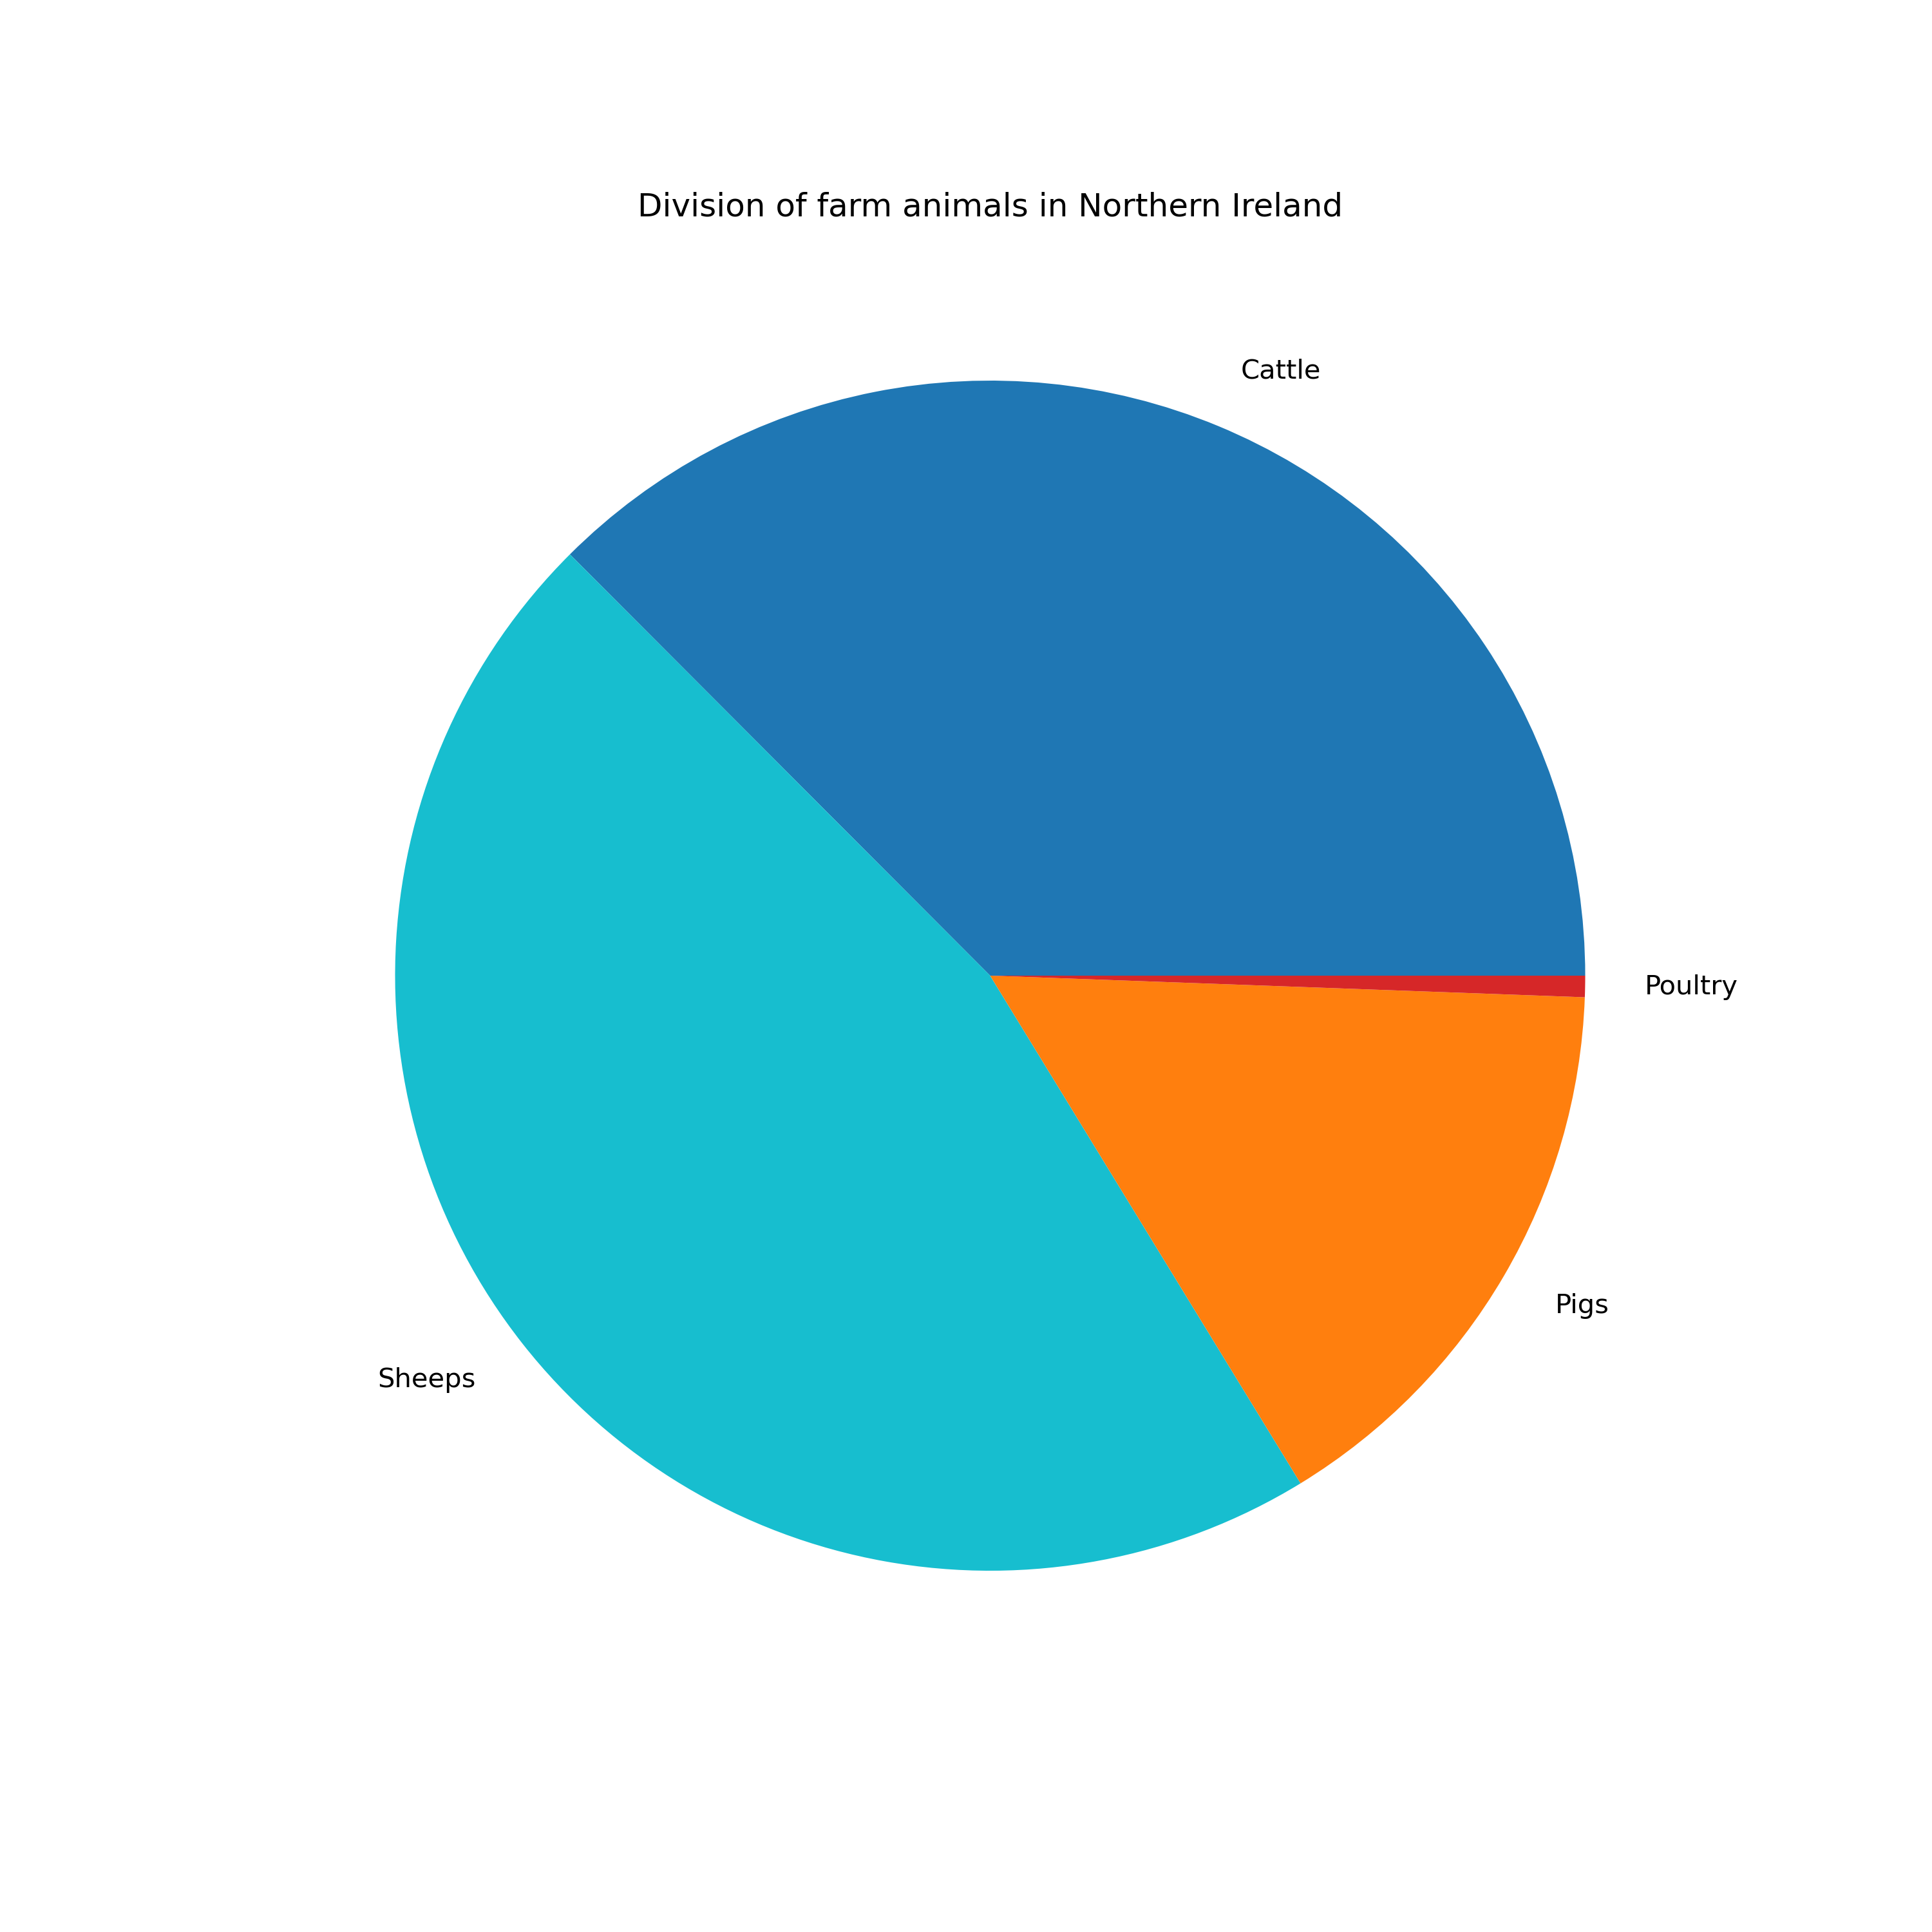 Division of farm animals in Northern Ireland
Cattle
Poultry
Pigs
Sheeps